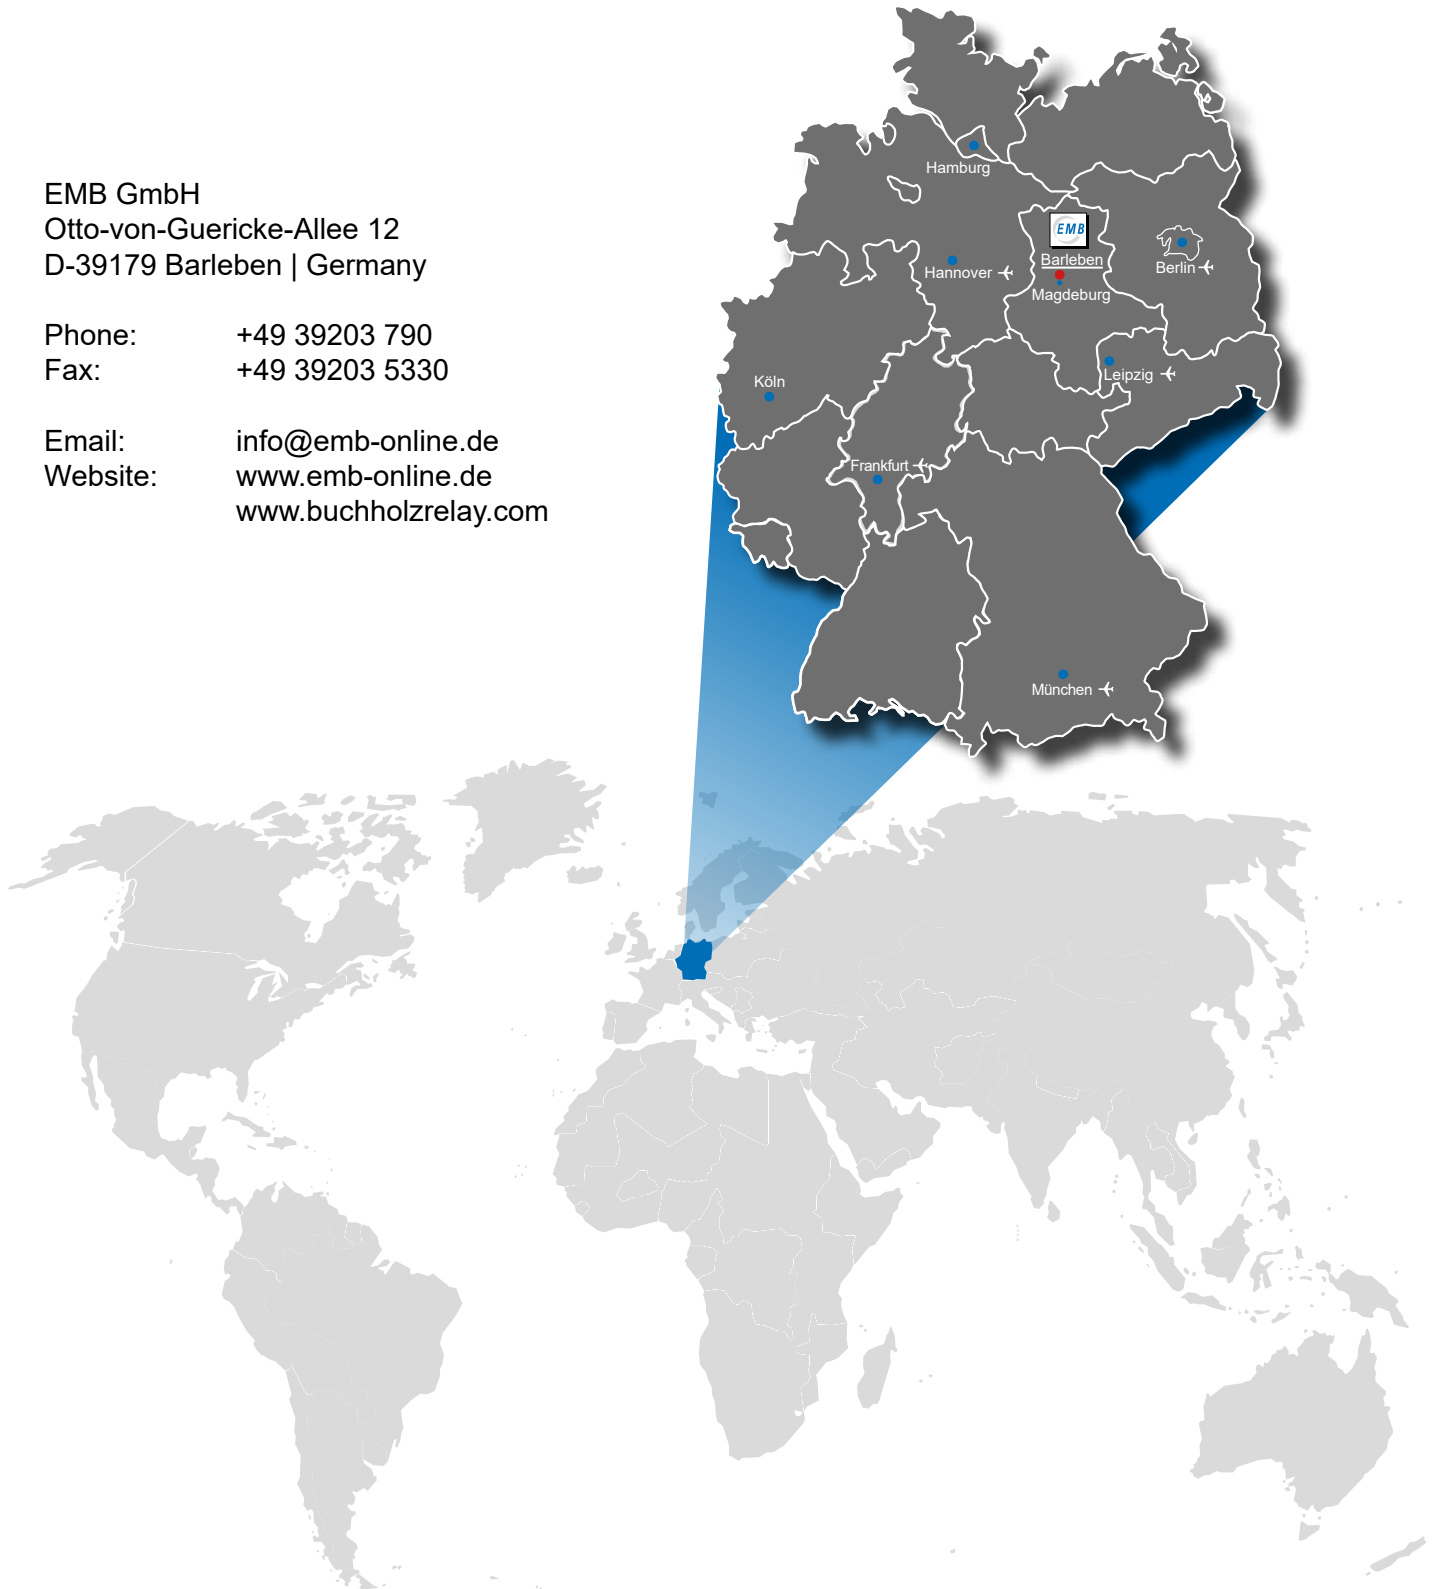 EMB GmbH
Otto-von-Guericke-Allee 12
D-39179 Barleben | Germany
Phone: +49 39203 790
Fax: +49 39203 5330
Email: info@emb-online.de
Website: www.emb-online.de
www.buchholzrelay.com
Hamburg
EMB
Barleben
Hannover
Berlin
Magdeburg
Leipzig
Köln
Frankfurt
München